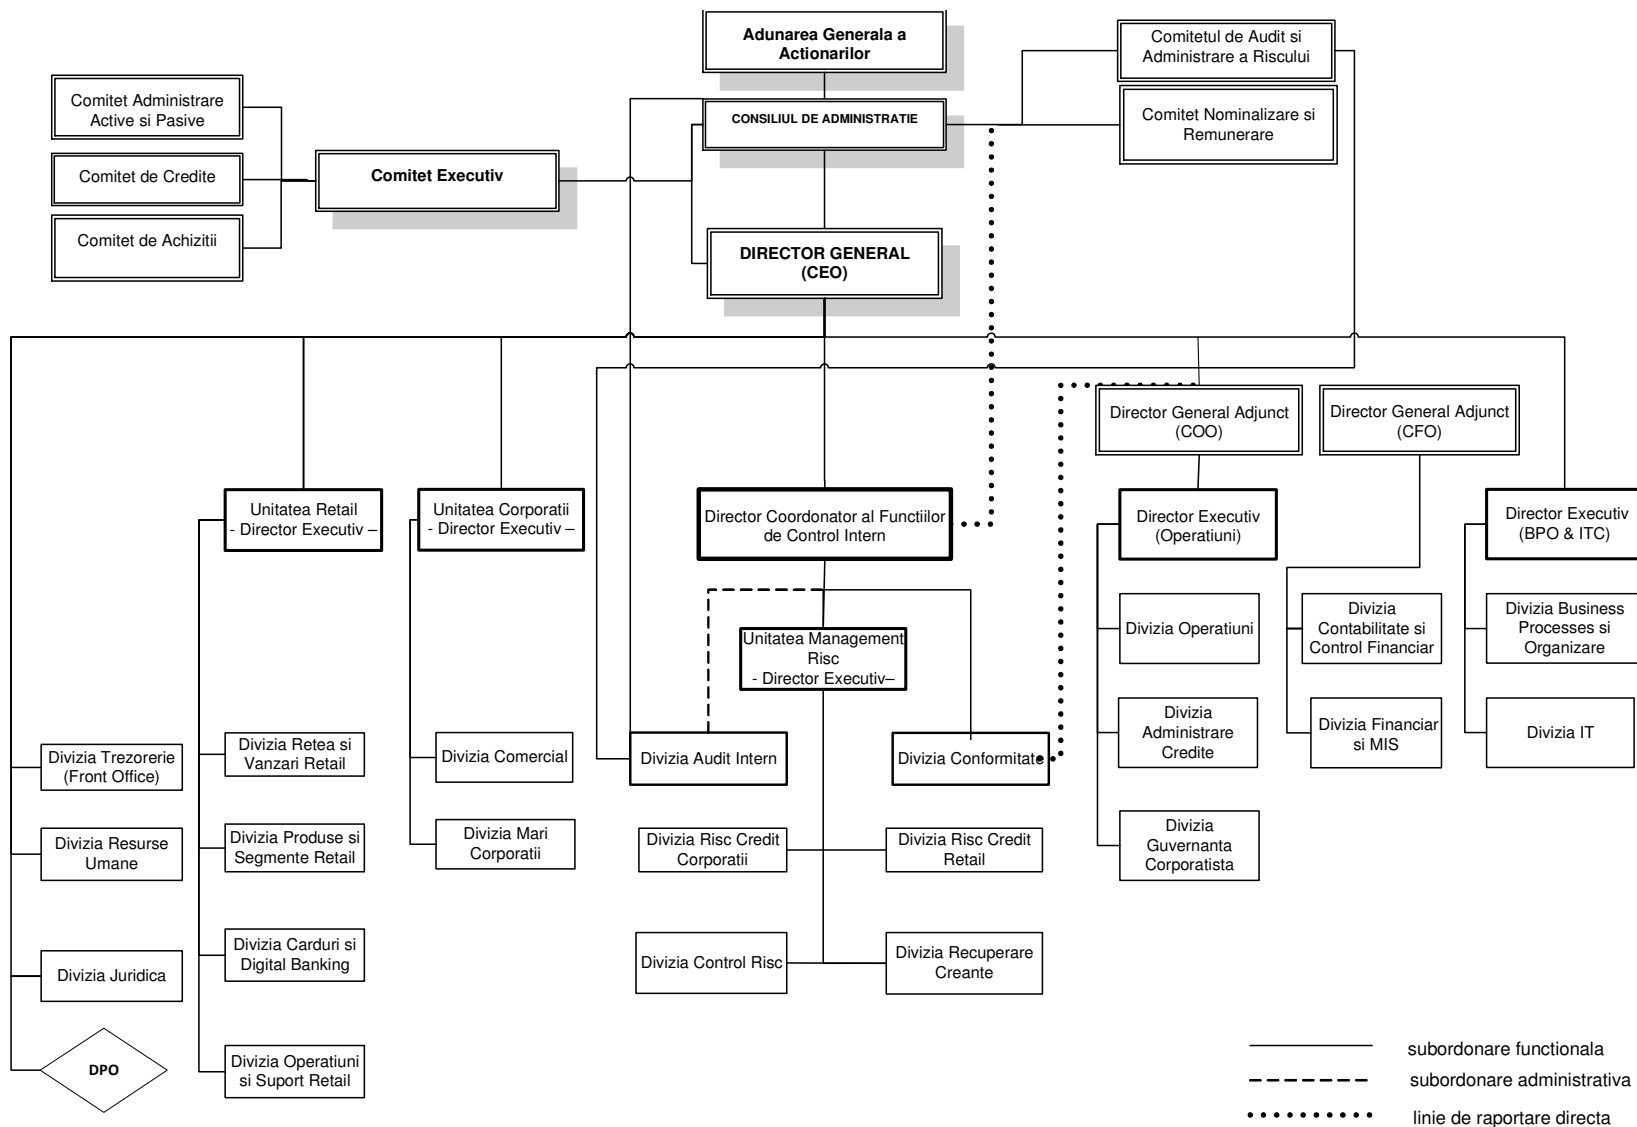 Adunarea Generala a
Actionarilor
Comitetul de Audit si
Administrare a Riscului
Comitet Administrare
Active si Pasive
CONSILIUL DE ADMINISTRATIE
Comitet Nominalizare si
Remunerare
Comitet de Credite
Comitet Executiv
Comitet de Achizitii
DIRECTOR GENERAL
(CEO)
Director General Adjunct
(COO)
Director General Adjunct
(CFO)
Unitatea Retail
- Director Executiv –
Unitatea Corporatii
- Director Executiv –
Director Coordonator al Functiilor
de Control Intern
Director Executiv
(Operatiuni)
Director Executiv
(BPO & ITC)
Unitatea Management
Risc
- Director Executiv–
Divizia Operatiuni
Divizia
Contabilitate si
Control Financiar
Divizia Business
Processes si
Organizare
Divizia Trezorerie
(Front Office)
Divizia Retea si
Vanzari Retail
Divizia Comercial
Divizia Audit Intern
Divizia Conformitate
Divizia
Administrare
Credite
Divizia Financiar
si MIS
Divizia IT
Divizia Resurse
Umane
Divizia Produse si
Segmente Retail
Divizia Mari
Corporatii
Divizia Risc Credit
Corporatii
Divizia Risc Credit
Retail
Divizia
Guvernanta
Corporatista
Divizia Juridica
Divizia Carduri si
Digital Banking
Divizia Control Risc
Divizia Recuperare
Creante
DPO
Divizia Operatiuni
si Suport Retail
subordonare functionala
subordonare administrativa
linie de raportare directa